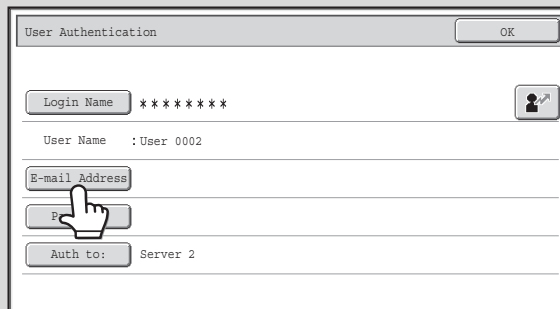 User Authentication OK
Login Name ********
User Name :User 0002
E-mail Address
Auth to: Server 2